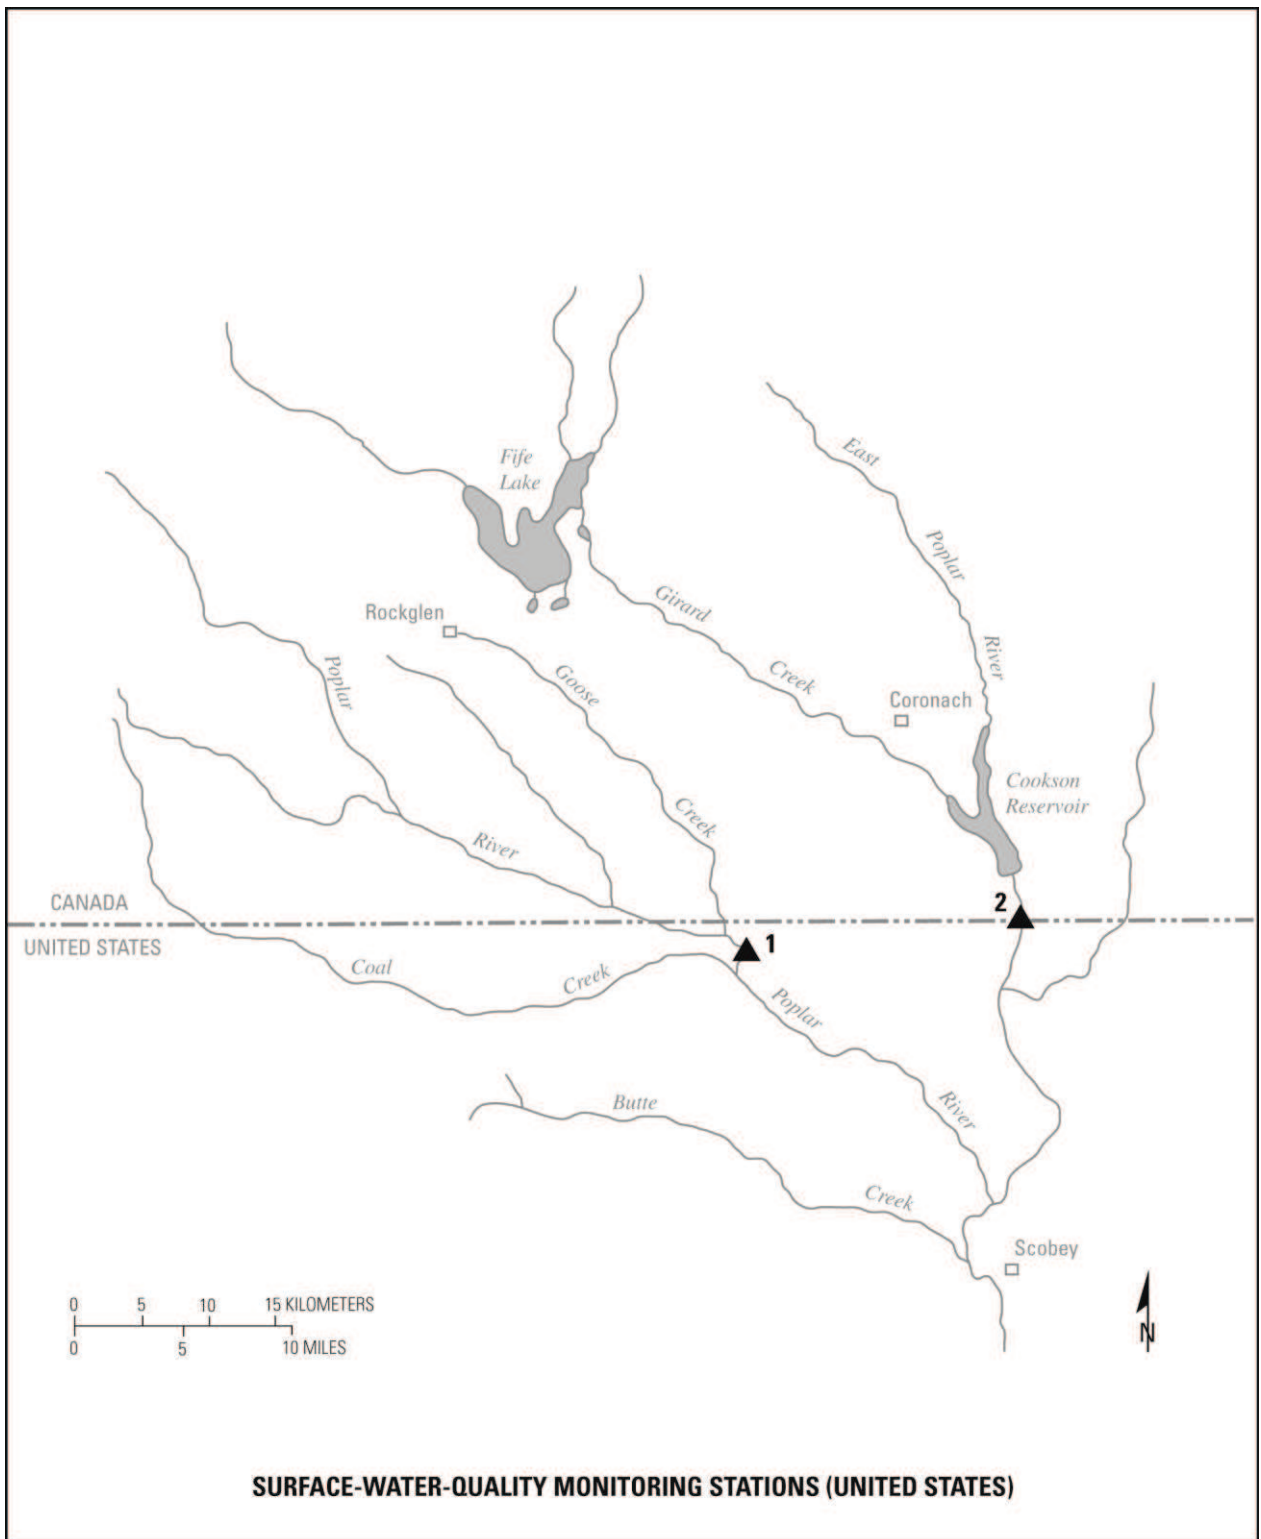 Fife
Lake
East
Poplar
River
Rockglen
Girard
Creek
Poplar
Goose
Coronach
Creek
River
Cookson
Reservoir
CANADA
UNITED STATES
2
1
Coal
Creek
Poplar
River
Butte
Creek
Scobey
0 5 10 15 KILOMETERS
0 5 10 MILES
N
SURFACE-WATER-QUALITY MONITORING STATIONS (UNITED STATES)